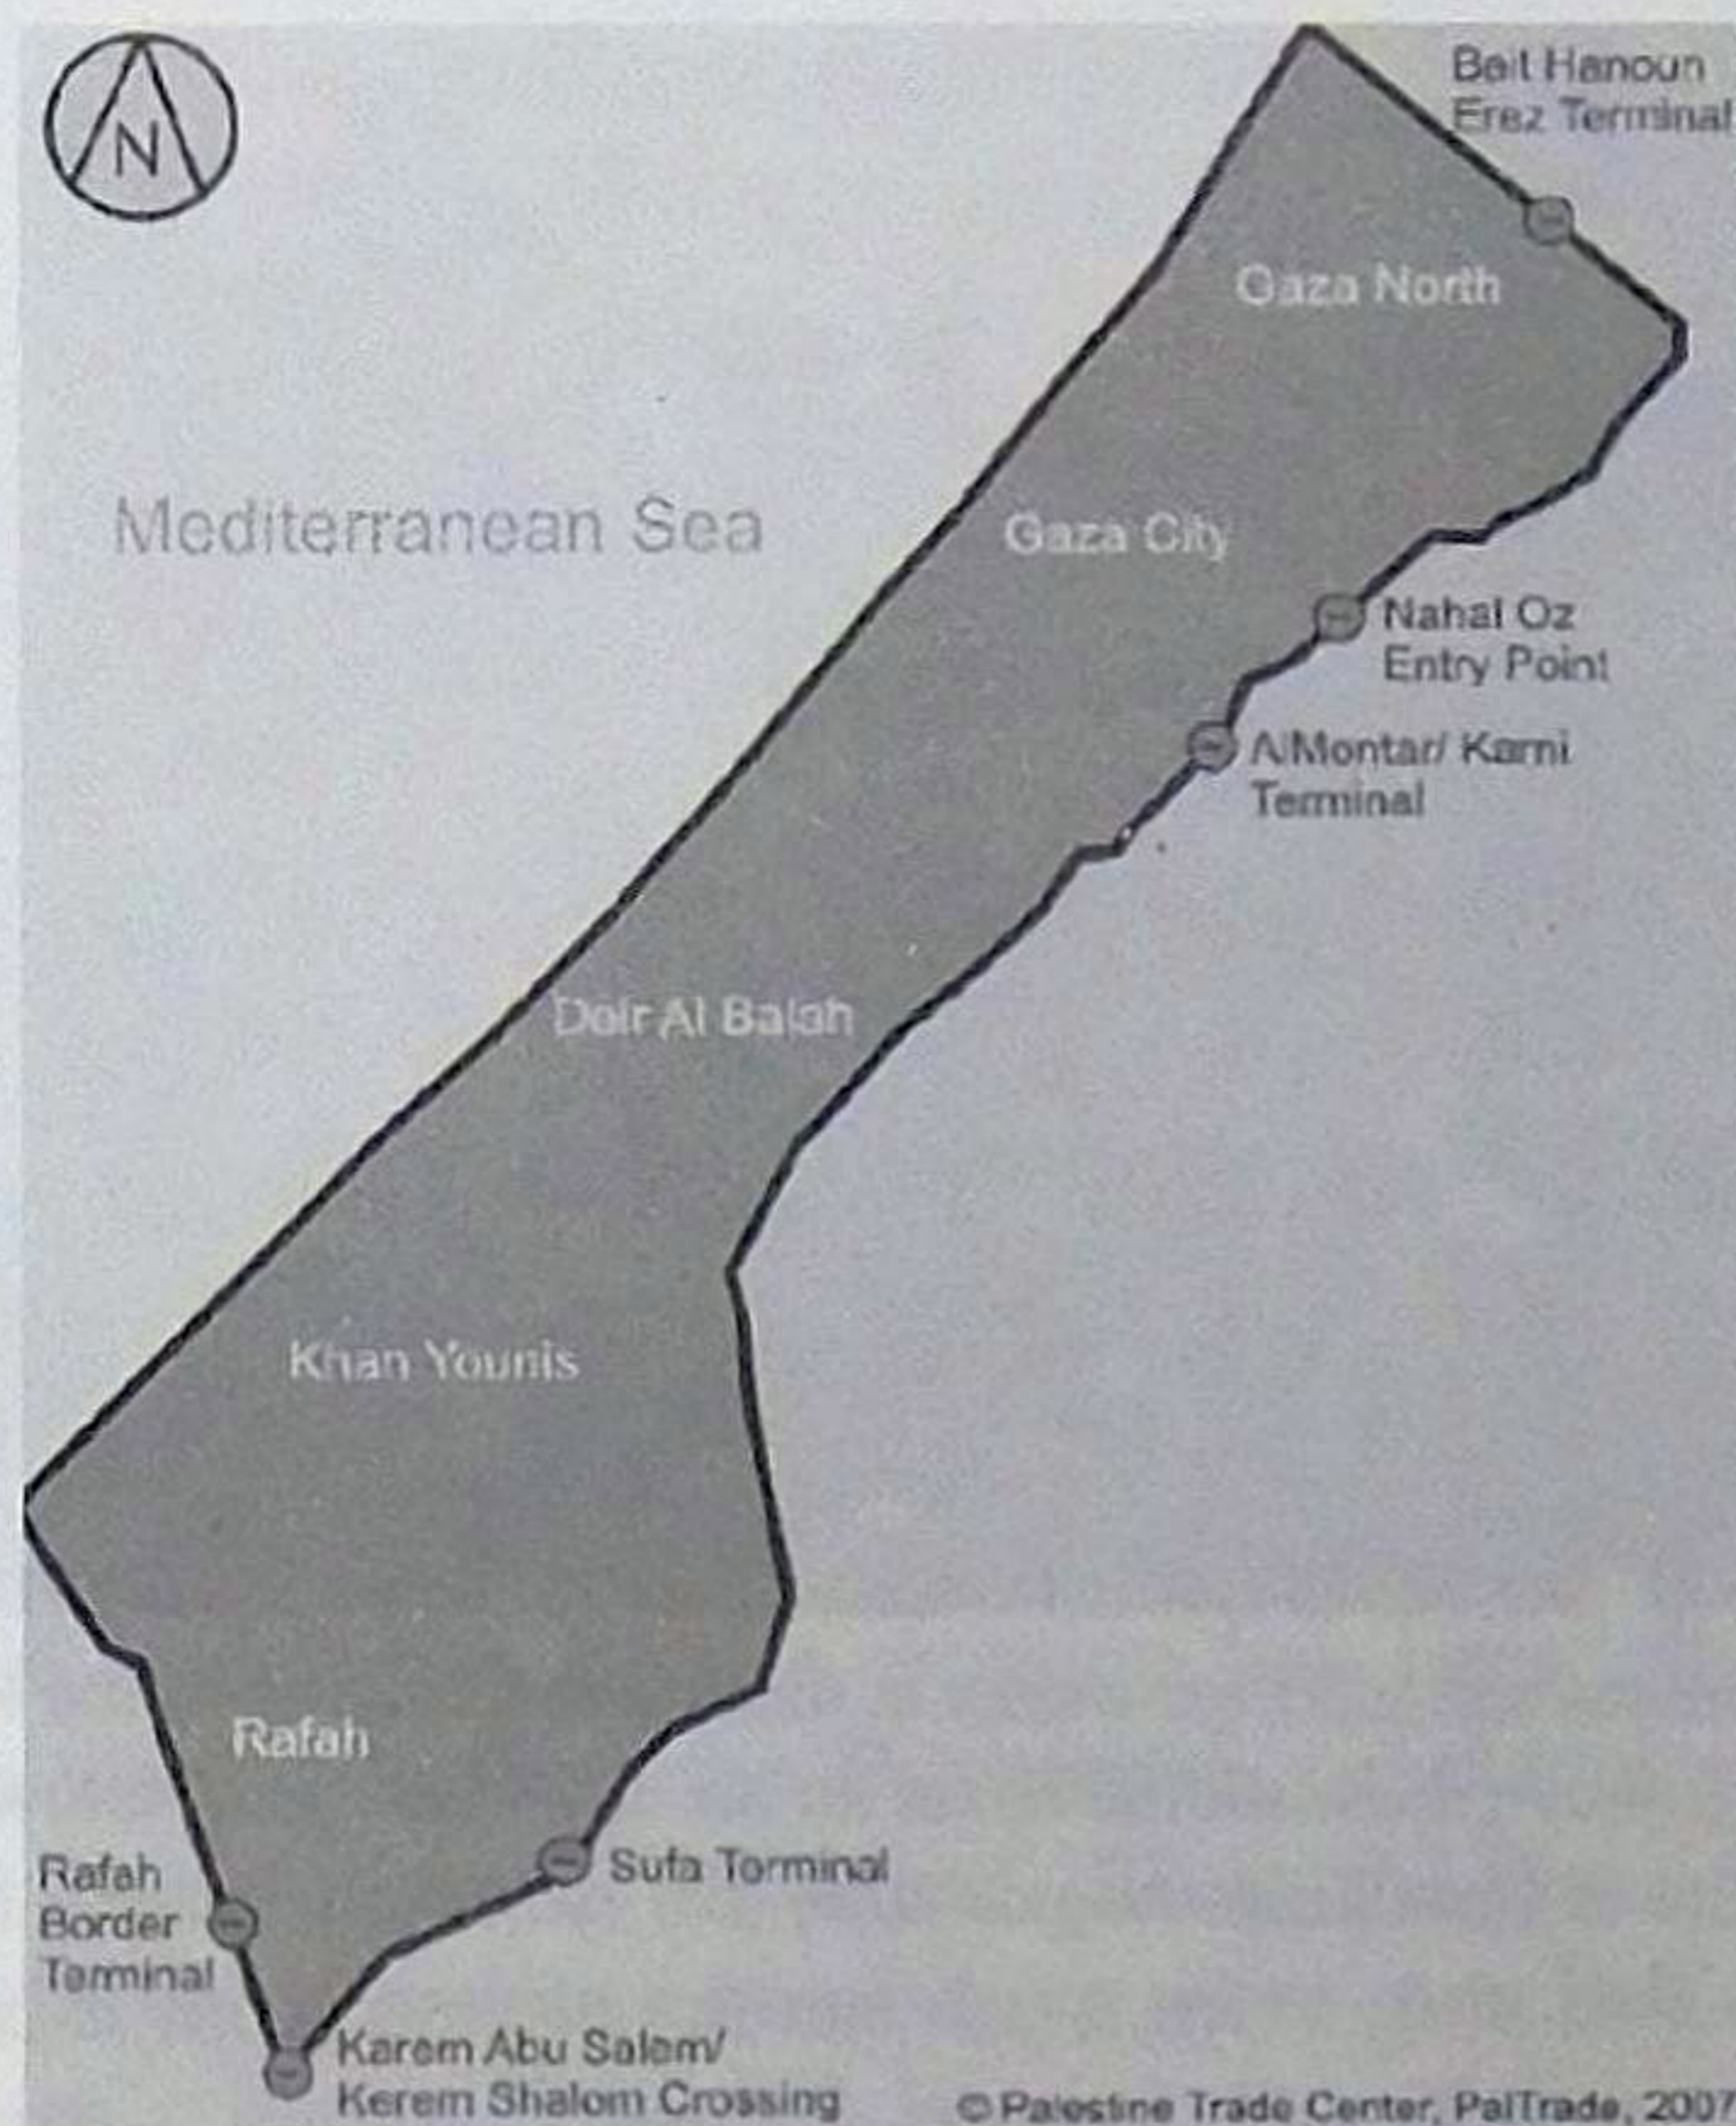 N
Beit Hanoun
Erez Terminal
Gaza North
Mediterranean Sea
Gaza City
Nahal Oz
Entry Point
AlMontar/ Karni
Terminal
Deir Al Balah
Khan Younis
Rafah
Sufa Terminal
Rafah
Border
Terminal
Karem Abu Salem/
Kerem Shalom Crossing
© Palestine Trade Center, PalTrade, 2007